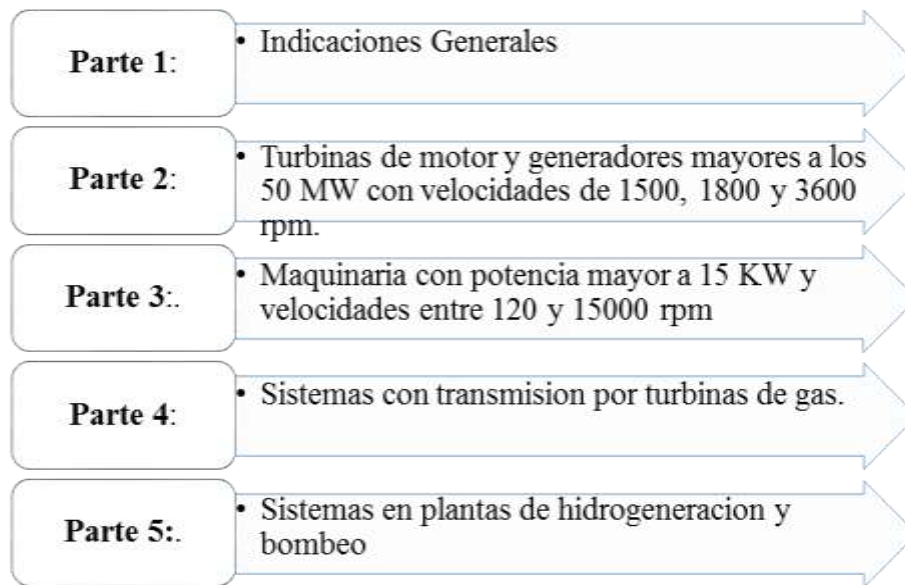 Parte 1:
• Indicaciones Generales
Parte 2:
• Turbinas de motor y generadores mayores a los
50 MW con velocidades de 1500, 1800 y 3600
rpm.
Parte 3:.
• Maquinaria con potencia mayor a 15 KW y
velocidades entre 120 y 15000 rpm
Parte 4:
• Sistemas con transmision por turbinas de gas.
Parte 5:.
• Sistemas en plantas de hidrogeneracion y
bombeo